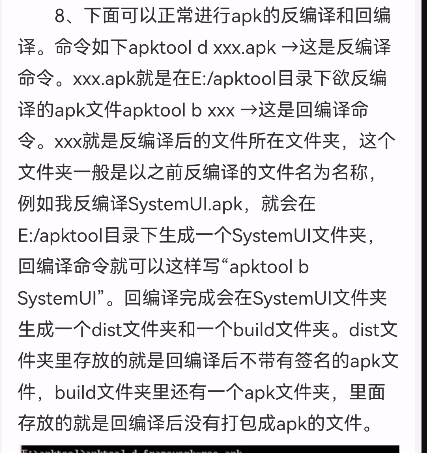 8、下面可以正常进行apk的反编译和回编
译。命令如下apktool d xxx.apk →这是反编译
命令。xxx.apk就是在E:/apktool目录下欲反编
译的apk文件apktool b xxx →这是回编译命
令。xxx就是反编译后的文件所在文件夹，这个
文件夹一般是以之前反编译的文件名为名称，
例如我反编译SystemUI.apk，就会在
E:/apktool目录下生成一个SystemUI文件夹，
回编译命令就可以这样写“apktool b
SystemUI”。回编译完成会在SystemUI文件夹
生成一个dist文件夹和一个build文件夹。dist文
件夹里存放的就是回编译后不带有签名的apk文
件，build文件夹里还有一个apk文件夹，里面
存放的就是回编译后没有打包成apk的文件。